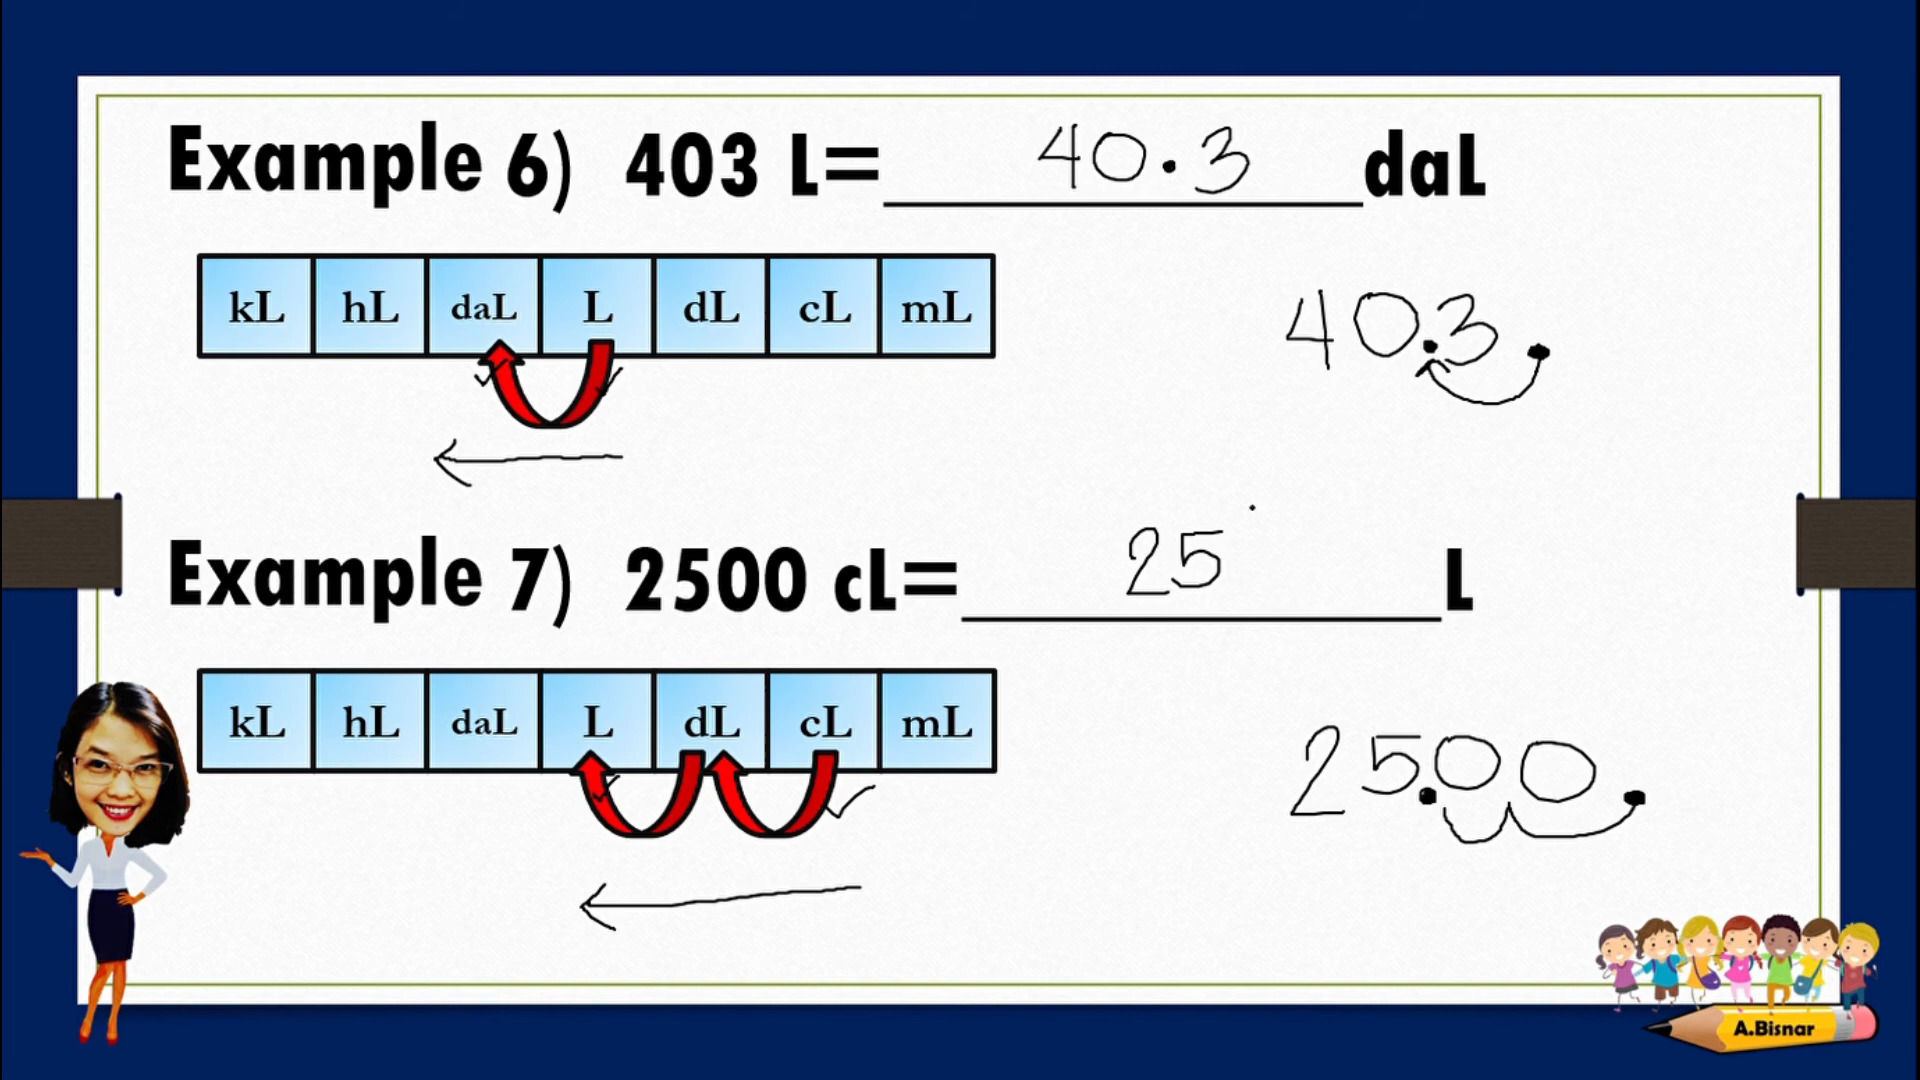 Example 6) 403 L= 40.3 daL
kL hL daL L dL cL mL
403.
Example 7) 2500 cL= 25 L
kL hL daL L dL cL mL
2500.
A.Bisnar